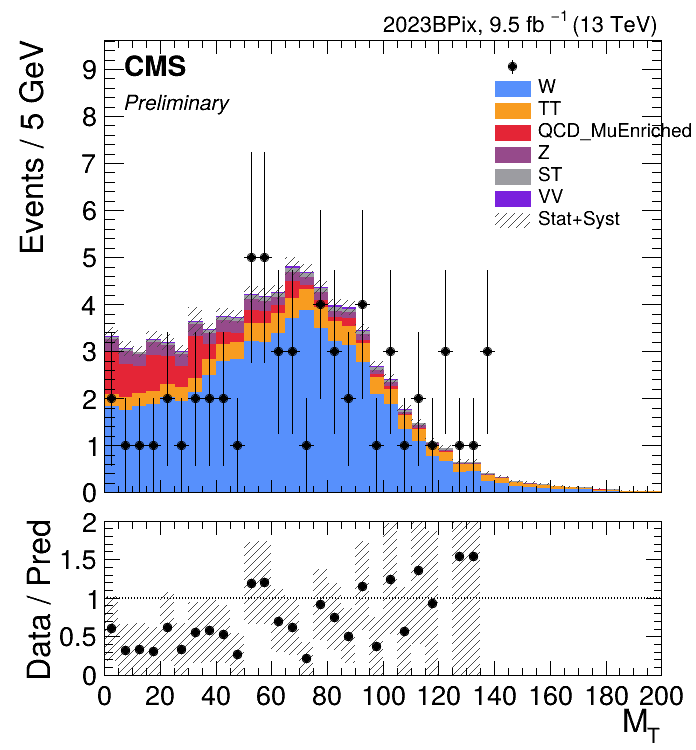 2023BPix, 9.5 fb ⁻¹ (13 TeV)
CMS
Preliminary
W
TT
QCD_MuEnriched
Z
ST
VV
Stat+Syst
Events / 5 GeV
9
8
7
6
5
4
3
2
1
0
Data / Pred
2
1.5
1
0.5
0
0 20 40 60 80 100 120 140 160 180 200
M_T